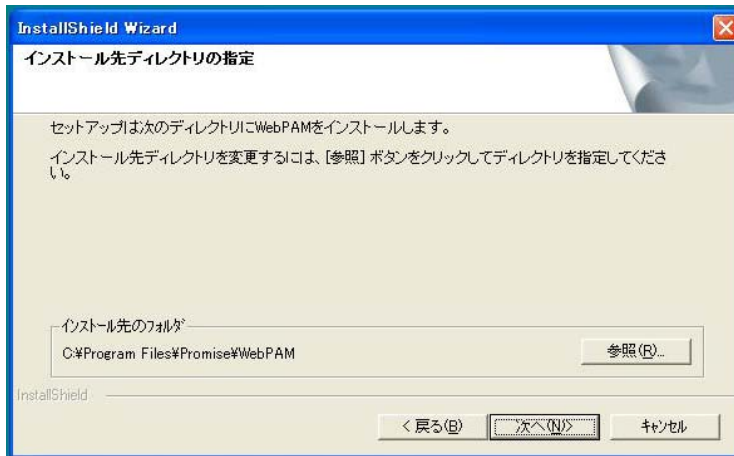 InstallShield Wizard
インストール先ディレクトリの指定
セットアップは次のディレクトリにWebPAMをインストールします。
インストール先ディレクトリを変更するには、[参照] ボタンをクリックしてディレクトリを指定してくださ
い。
インストール先のフォルダ
C:¥Program Files¥Promise¥WebPAM
参照(R)...
InstallShield
< 戻る(B)
次へ(N)>
キャンセル